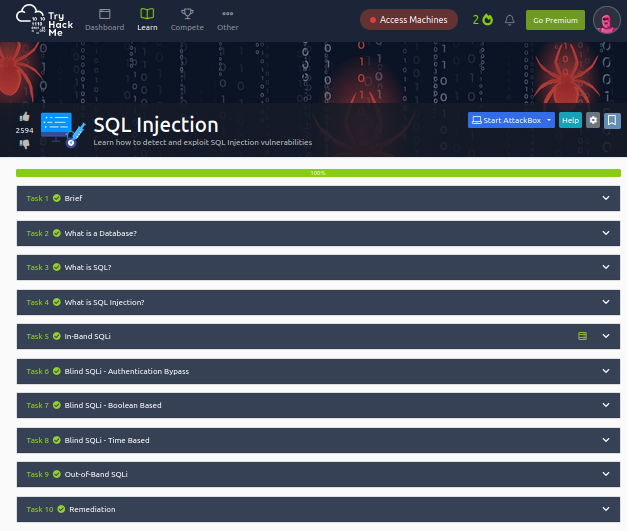 Try
Hack
Me
Dashboard
Learn
Compete
Other
Access Machines
2
Go Premium
2594
SQL Injection
Learn how to detect and exploit SQL Injection vulnerabilities
Start AttackBox
Help
100%
Task 1 Brief
Task 2 What is a Database?
Task 3 What is SQL?
Task 4 What is SQL Injection?
Task 5 In-Band SQLi
Task 6 Blind SQLi - Authentication Bypass
Task 7 Blind SQLi - Boolean Based
Task 8 Blind SQLi - Time Based
Task 9 Out-of-Band SQLi
Task 10 Remediation